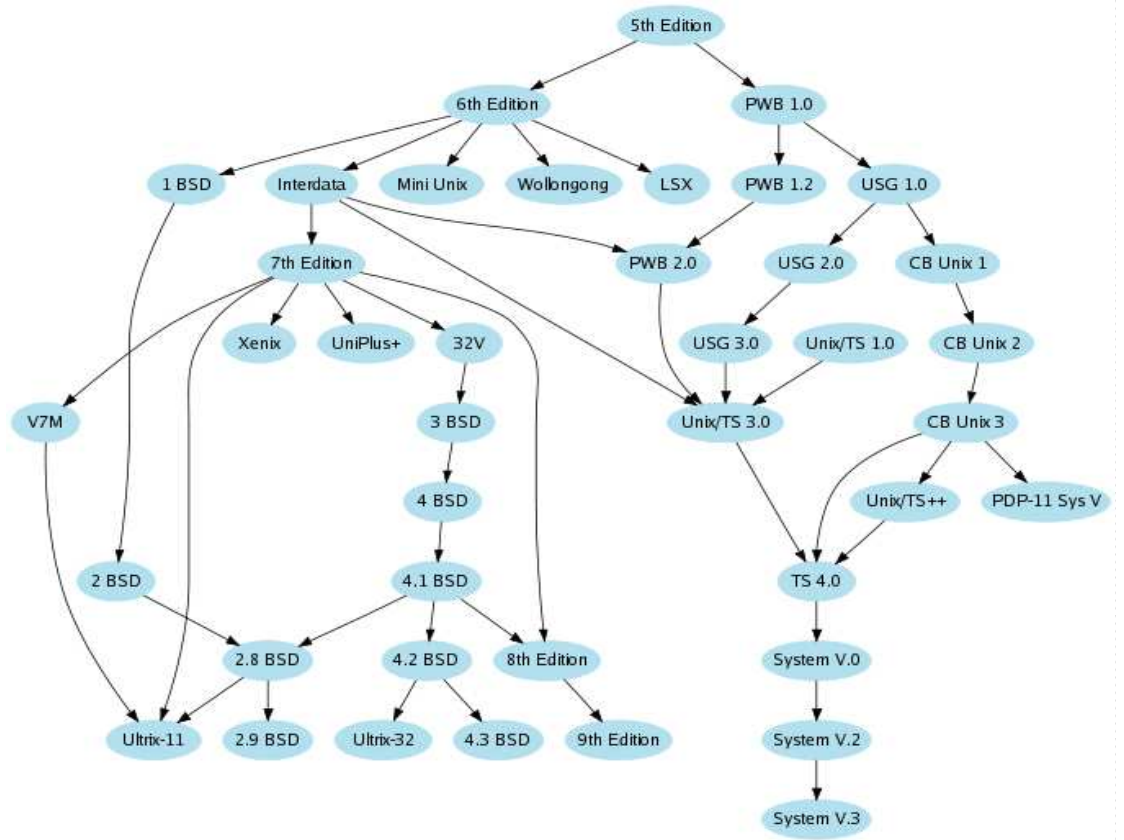 5th Edition
6th Edition
PWB 1.0
1 BSD
Interdata
Mini Unix
Wollongong
LSX
PWB 1.2
USG 1.0
7th Edition
PWB 2.0
USG 2.0
CB Unix 1
Xenix
UniPlus+
32V
USG 3.0
Unix/TS 1.0
CB Unix 2
V7M
3 BSD
Unix/TS 3.0
CB Unix 3
4 BSD
Unix/TS++
PDP-11 Sys V
2 BSD
4.1 BSD
TS 4.0
2.8 BSD
4.2 BSD
8th Edition
System V.0
Ultrix-11
2.9 BSD
Ultrix-32
4.3 BSD
9th Edition
System V.2
System V.3